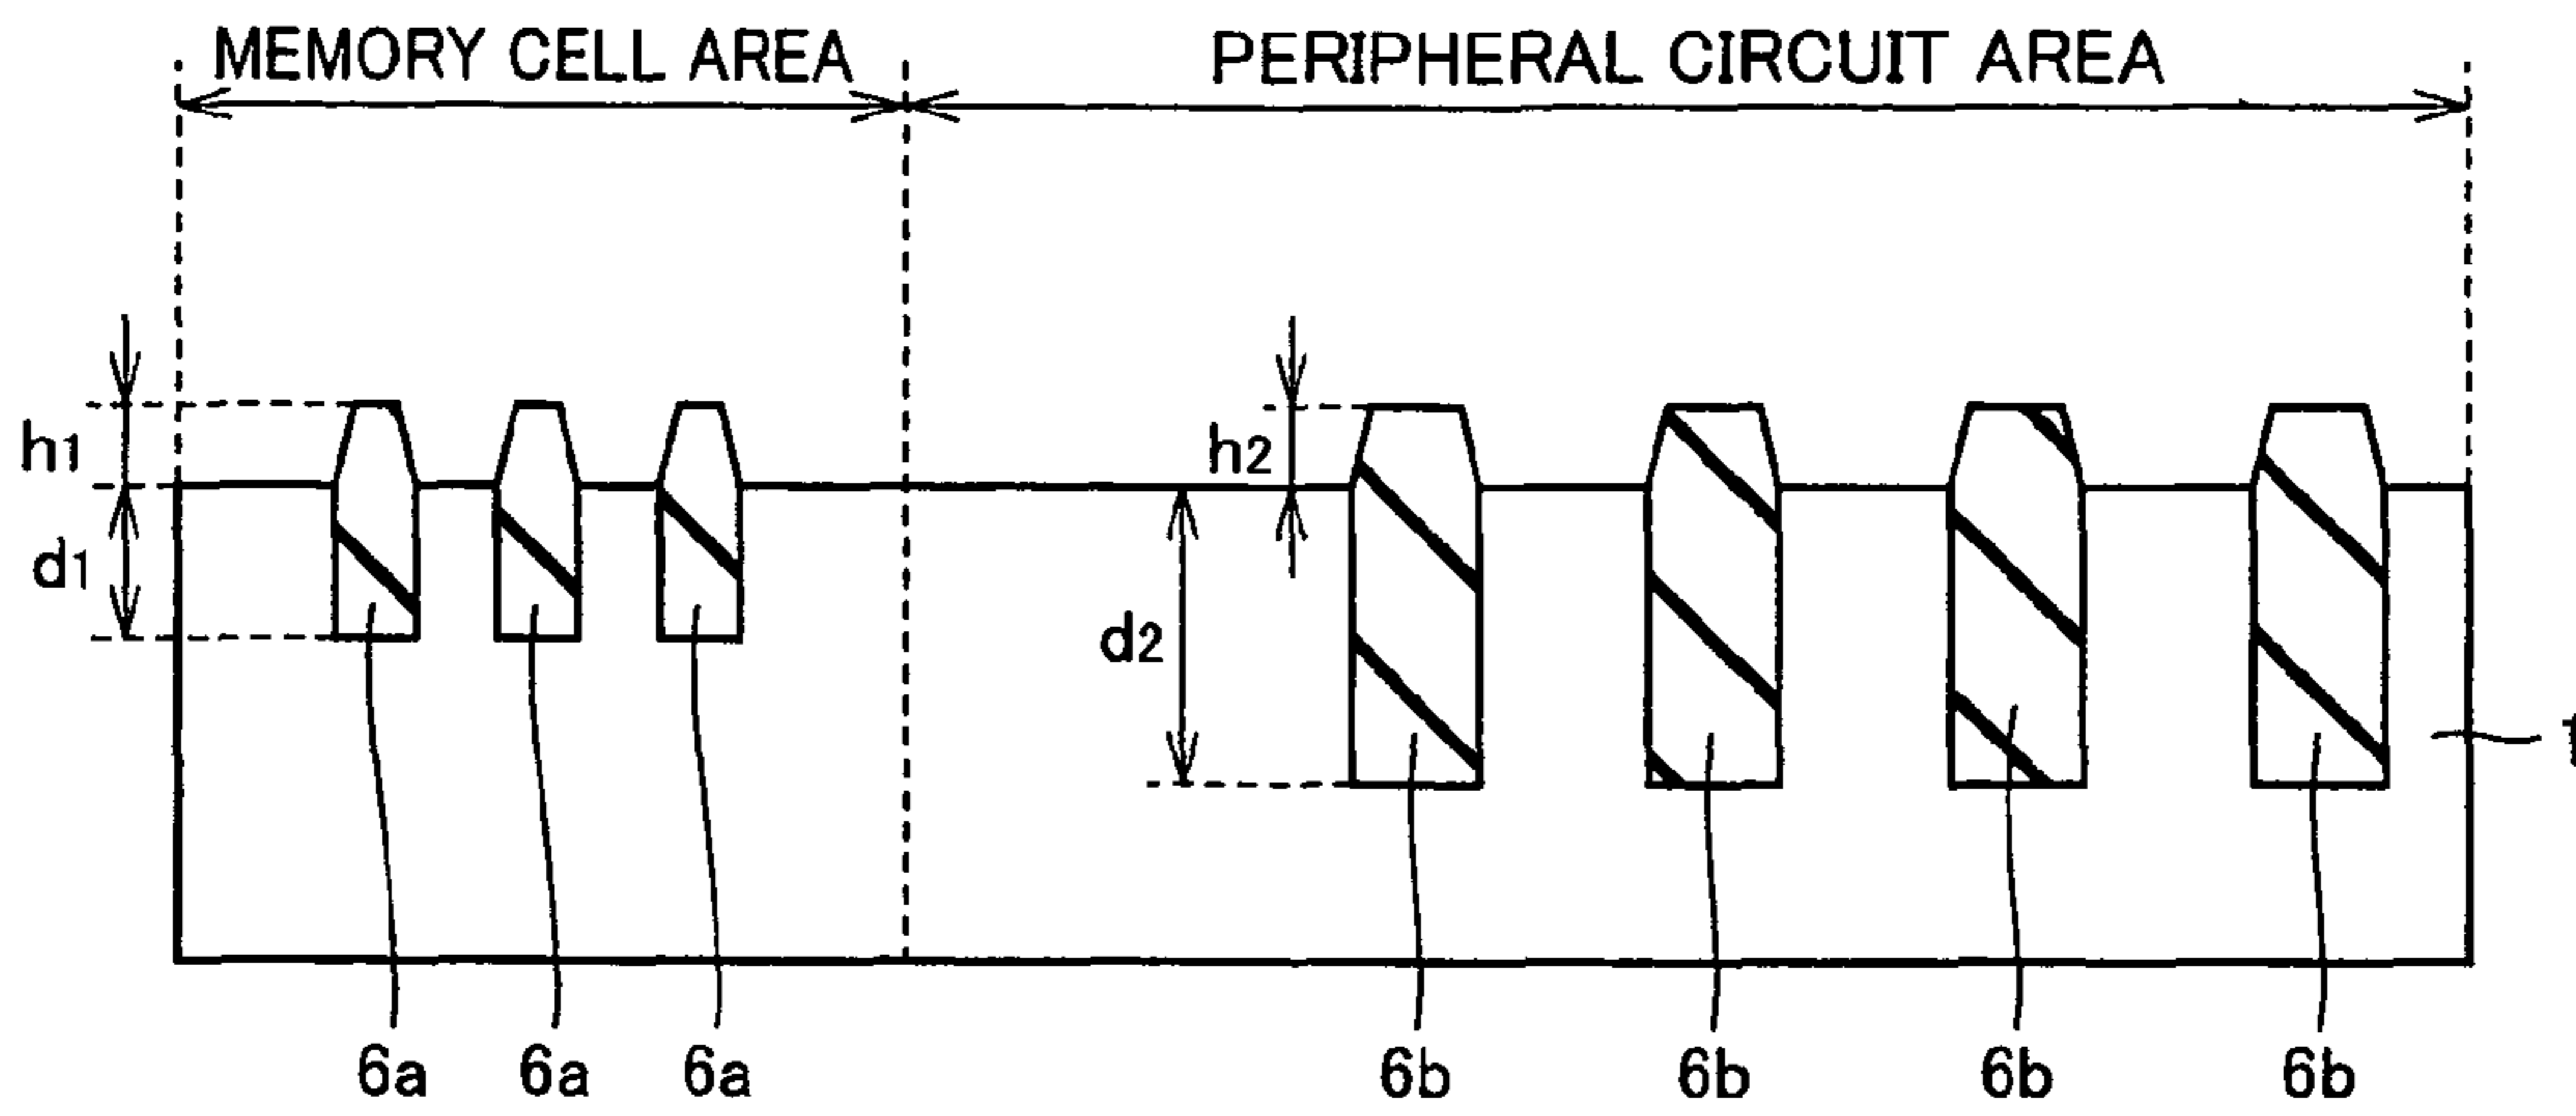 MEMORY CELL AREA PERIPHERAL CIRCUIT AREA
h1 h2
d1 d2
6a 6a 6a 6b 6b 6b 6b